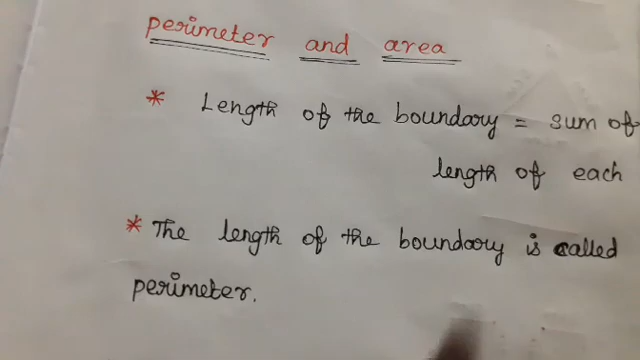 perimeter and area
* Length of the boundary = sum of
length of each
* The length of the boundary is called
perimeter.